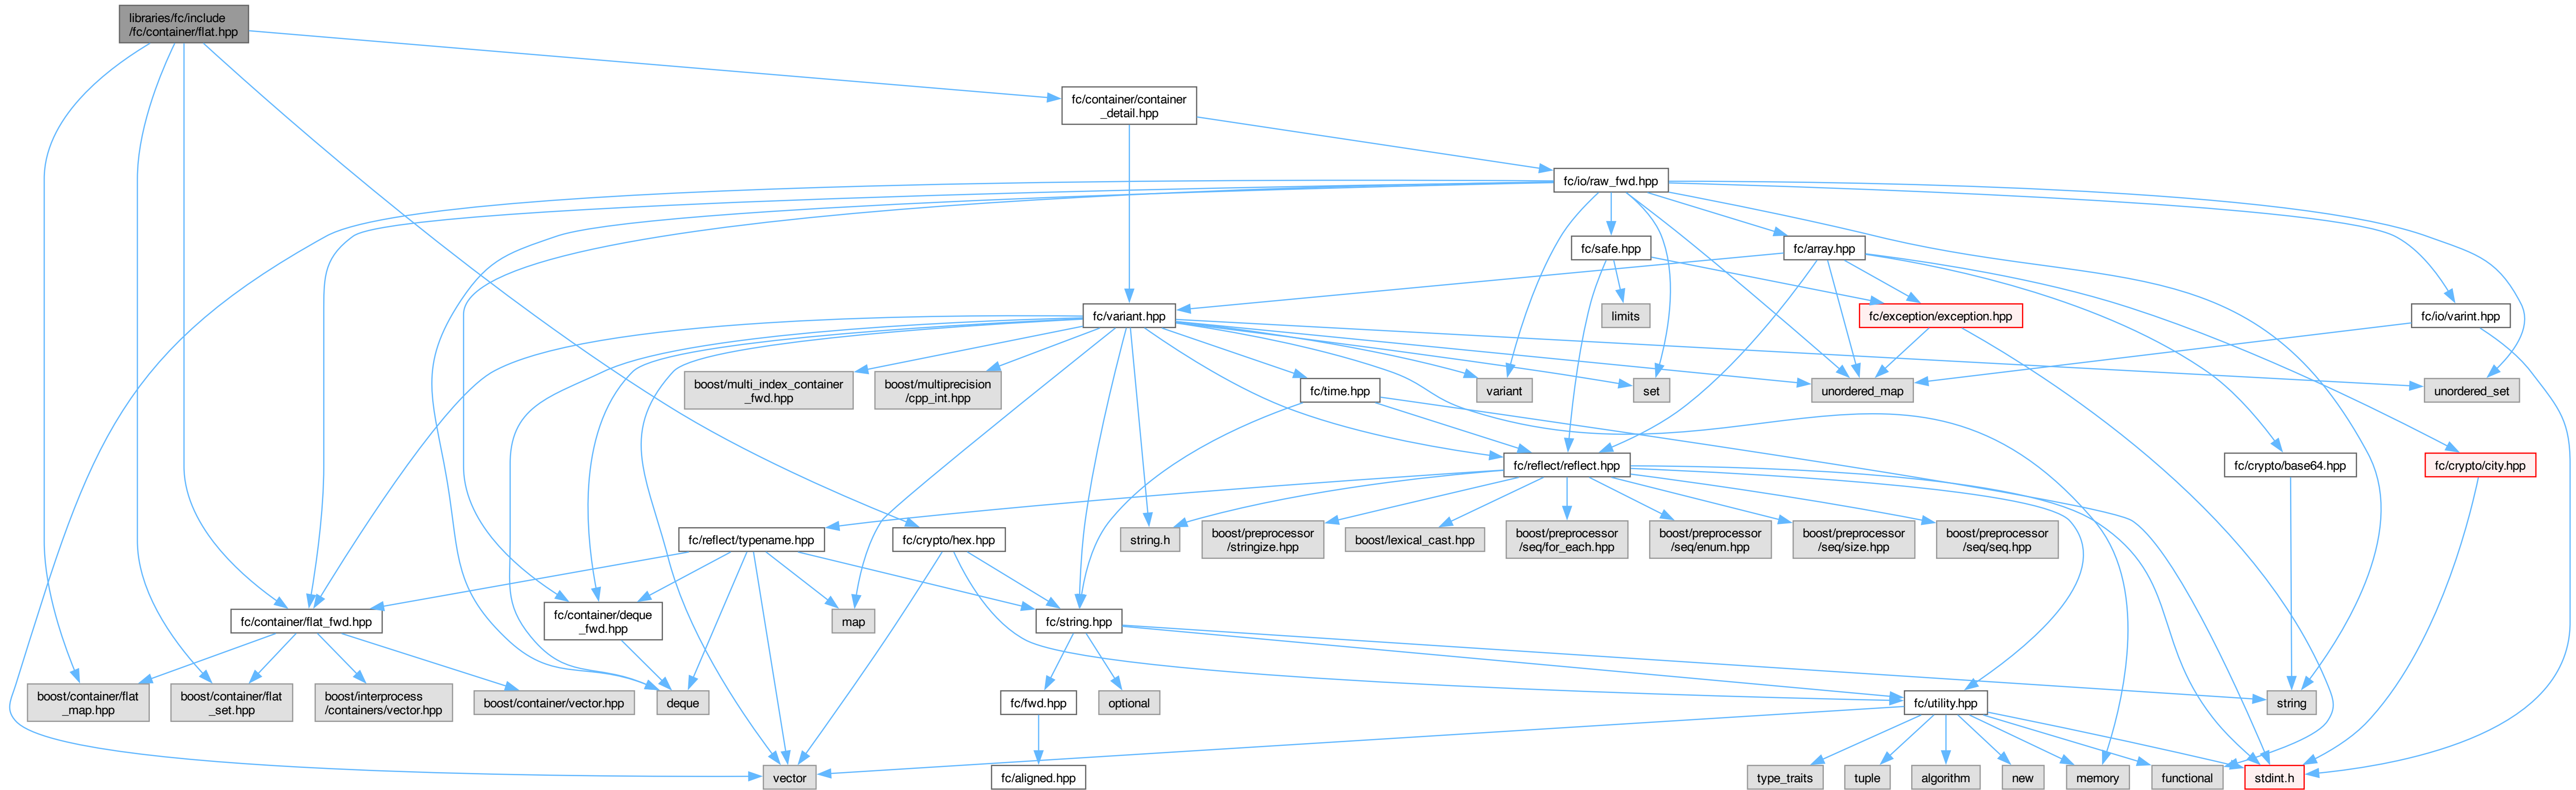 libraries/fc/include
/fc/container/flat.hpp
fc/container/container
_detail.hpp
fc/io/raw_fwd.hpp
fc/safe.hpp
fc/array.hpp
fc/variant.hpp
limits
fc/exception/exception.hpp
fc/io/varint.hpp
boost/multi_index_container
_fwd.hpp
boost/multiprecision
/cpp_int.hpp
fc/time.hpp
variant
set
unordered_map
unordered_set
fc/reflect/reflect.hpp
fc/crypto/base64.hpp
fc/crypto/city.hpp
fc/reflect/typename.hpp
fc/crypto/hex.hpp
string.h
boost/preprocessor
/stringize.hpp
boost/lexical_cast.hpp
boost/preprocessor
/seq/for_each.hpp
boost/preprocessor
/seq/enum.hpp
boost/preprocessor
/seq/size.hpp
boost/preprocessor
/seq/seq.hpp
fc/container/flat_fwd.hpp
fc/container/deque
_fwd.hpp
map
fc/string.hpp
boost/container/flat
_map.hpp
boost/container/flat
_set.hpp
boost/interprocess
/containers/vector.hpp
boost/container/vector.hpp
deque
fc/fwd.hpp
optional
fc/utility.hpp
string
vector
fc/aligned.hpp
type_traits
tuple
algorithm
new
memory
functional
stdint.h